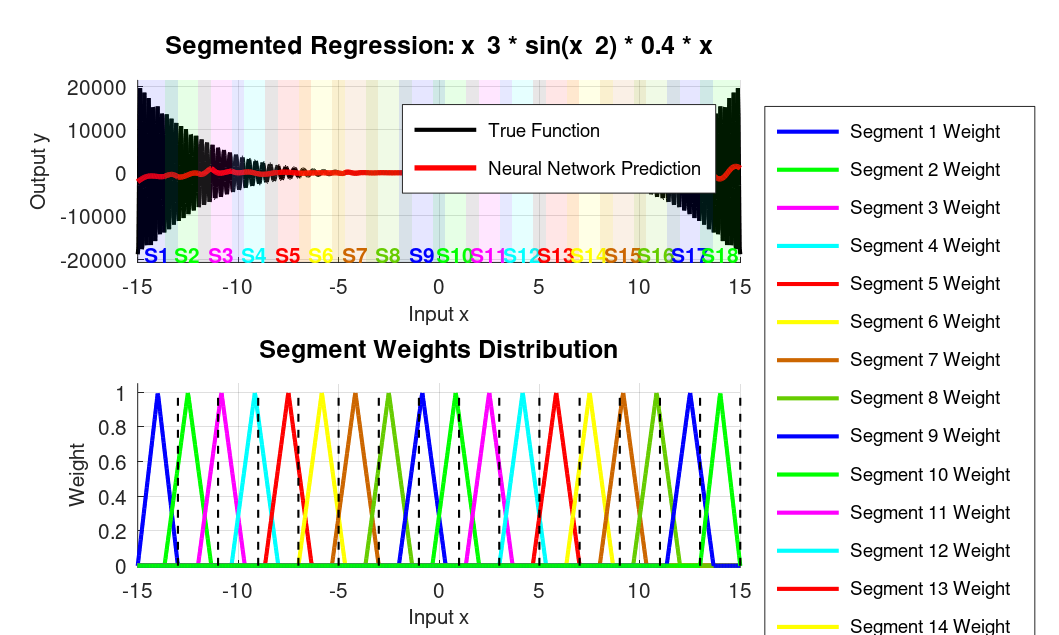 Segmented Regression: x 3 * sin(x 2) * 0.4 * x
Output y
20000
10000
0
-10000
-20000
True Function
Neural Network Prediction
S1 S2 S3 S4 S5 S6 S7 S8 S9 S10 S11 S12 S13 S14 S15 S16 S17 S18
-15 -10 -5 0 5 10 15
Input x
Segment Weights Distribution
Weight
1
0.8
0.6
0.4
0.2
0
-15 -10 -5 0 5 10 15
Input x
Segment 1 Weight
Segment 2 Weight
Segment 3 Weight
Segment 4 Weight
Segment 5 Weight
Segment 6 Weight
Segment 7 Weight
Segment 8 Weight
Segment 9 Weight
Segment 10 Weight
Segment 11 Weight
Segment 12 Weight
Segment 13 Weight
Segment 14 Weight